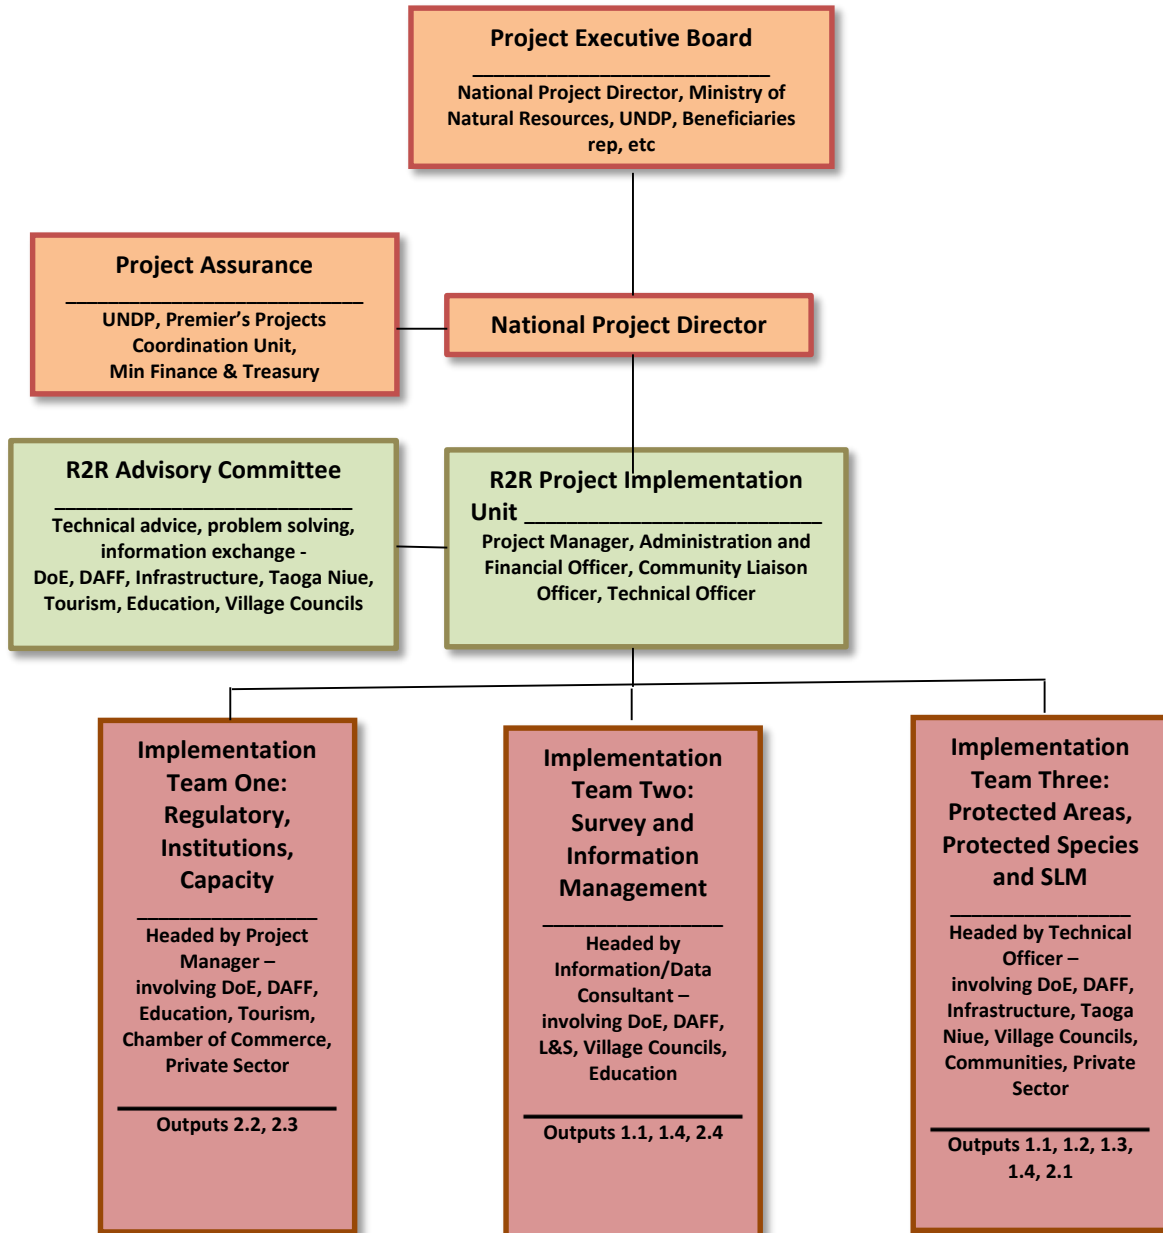 Project Executive Board
____________________________
National Project Director, Ministry of
Natural Resources, UNDP, Beneficiaries
rep, etc
Project Assurance
____________________________
UNDP, Premier’s Projects
Coordination Unit,
Min Finance & Treasury
National Project Director
R2R Advisory Committee
____________________________
Technical advice, problem solving,
information exchange -
DoE, DAFF, Infrastructure, Taoga Niue,
Tourism, Education, Village Councils
R2R Project Implementation
Unit ____________________________
Project Manager, Administration and
Financial Officer, Community Liaison
Officer, Technical Officer
Implementation
Team One:
Regulatory,
Institutions,
Capacity
_________________
Headed by Project
Manager –
involving DoE, DAFF,
Education, Tourism,
Chamber of Commerce,
Private Sector
Outputs 2.2, 2.3
Implementation
Team Two:
Survey and
Information
Management
_________________
Headed by
Information/Data
Consultant –
involving DoE, DAFF,
L&S, Village Councils,
Education
Outputs 1.1, 1.4, 2.4
Implementation
Team Three:
Protected Areas,
Protected Species
and SLM
_________________
Headed by Technical
Officer –
involving DoE, DAFF,
Infrastructure, Taoga
Niue, Village Councils,
Communities, Private
Sector
Outputs 1.1, 1.2, 1.3,
1.4, 2.1